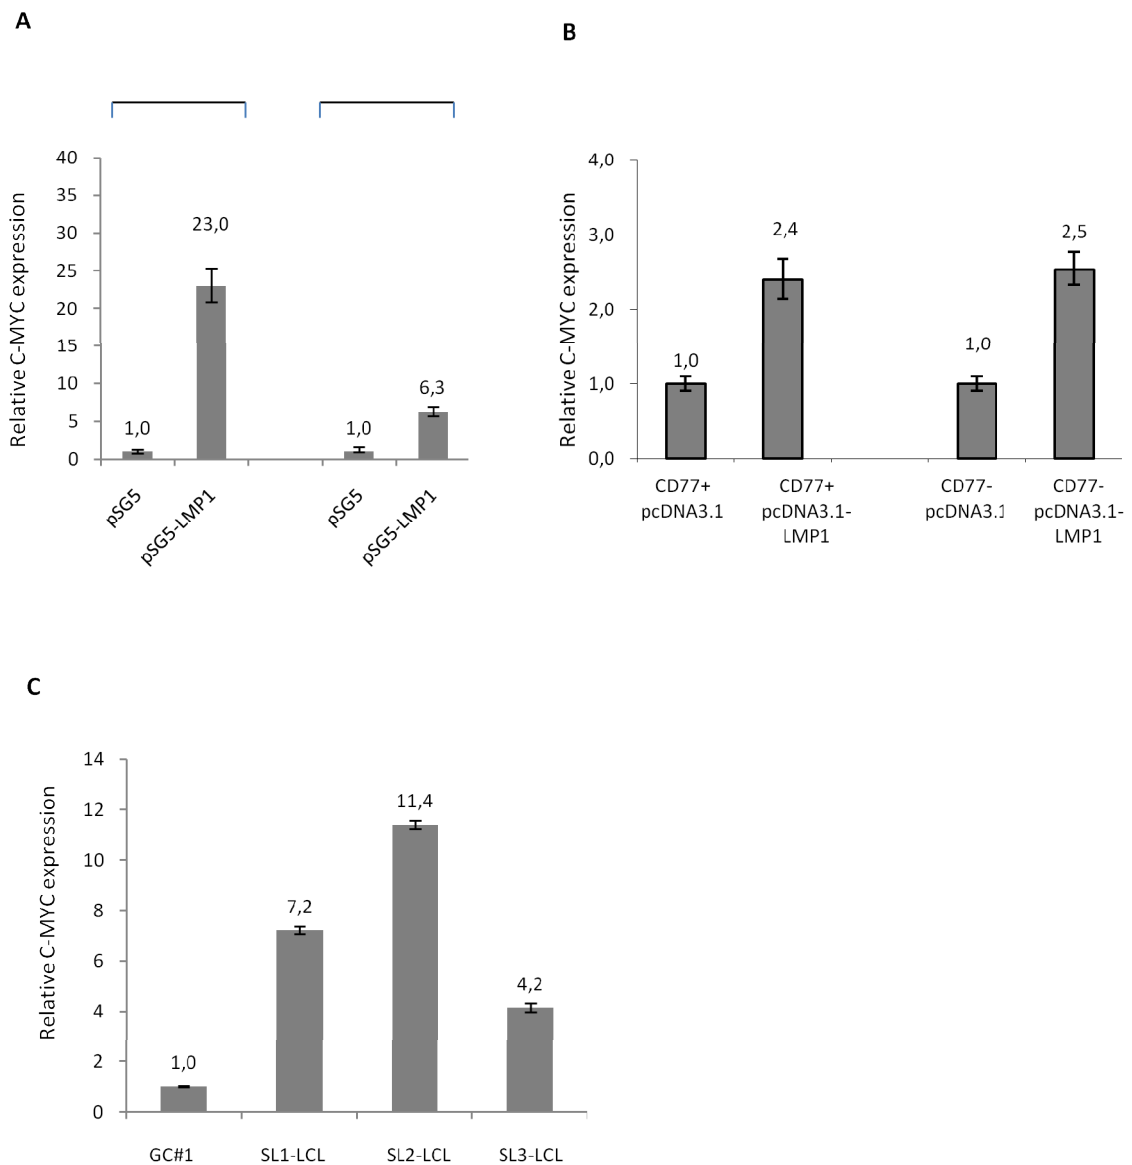 A
Relative C-MYC expression
40
35
30
25
20
15
10
5
0
1,0
23,0
1,0
6,3
pSG5
pSG5-LMP1
pSG5
pSG5-LMP1
B
Relative C-MYC expression
4,0
3,0
2,0
1,0
0,0
1,0
2,4
1,0
2,5
CD77+
pcDNA3.1
CD77+
pcDNA3.1-
LMP1
CD77-
pcDNA3.1
CD77-
pcDNA3.1-
LMP1
C
Relative C-MYC expression
14
12
10
8
6
4
2
0
1,0
7,2
11,4
4,2
GC#1
SL1-LCL
SL2-LCL
SL3-LCL